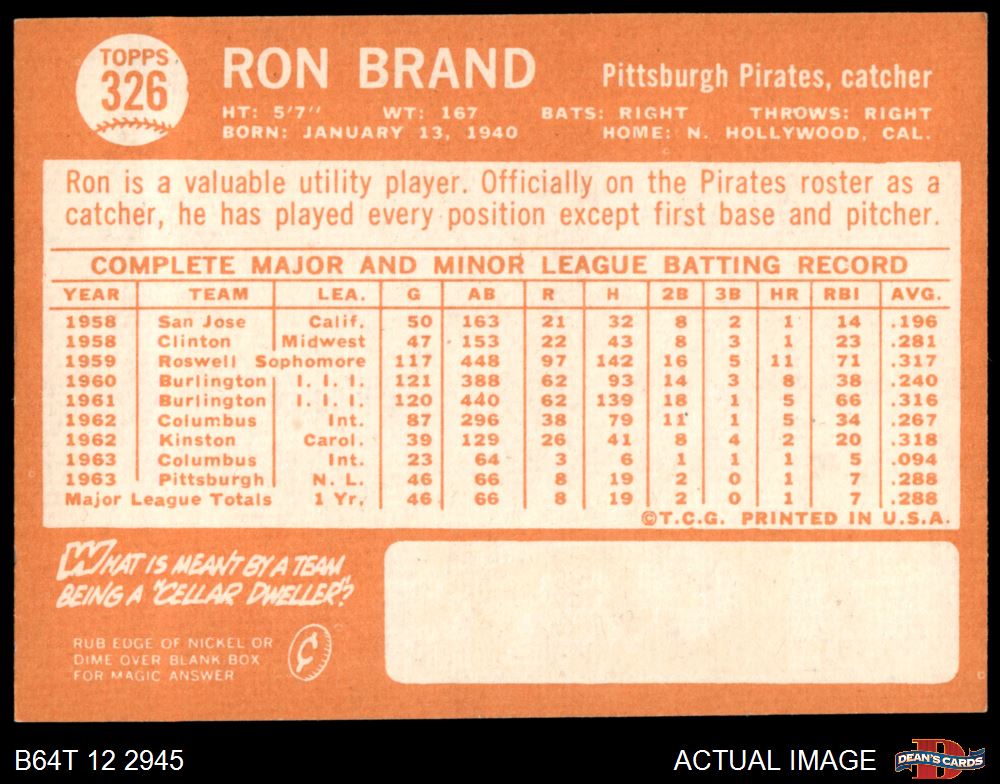 TOPPS
326
RON BRAND
Pittsburgh Pirates, catcher
HT: 5'7" WT: 167 BATS: RIGHT THROWS: RIGHT
BORN: JANUARY 13, 1940 HOME: N. HOLLYWOOD, CAL.
Ron is a valuable utility player. Officially on the Pirates roster as a
catcher, he has played every position except first base and pitcher.
COMPLETE MAJOR AND MINOR LEAGUE BATTING RECORD
YEAR TEAM LEA. G AB R H 2B 3B HR RBI AVG.
1958 San Jose Calif. 50 163 21 32 8 2 1 14 .196
1958 Clinton Midwest 47 153 22 43 8 3 1 23 .281
1959 Roswell Sophomore 117 448 97 142 16 5 11 71 .317
1960 Burlington I. I. I. 121 388 62 93 14 3 8 38 .240
1961 Burlington I. I. I. 120 440 62 139 18 1 5 66 .316
1962 Columbus Int. 87 296 38 79 11 1 5 34 .267
1962 Kinston Carol. 39 129 26 41 8 4 2 20 .318
1963 Columbus Int. 23 64 3 6 1 1 1 5 .094
1963 Pittsburgh N. L. 46 66 8 19 2 0 1 7 .288
Major League Totals 1 Yr. 46 66 8 19 2 0 1 7 .288
©T.C.G. PRINTED IN U.S.A.
WHAT IS MEANT BY A TEAM
BEING A "CELLAR DWELLER"?
RUB EDGE OF NICKEL OR
DIME OVER BLANK BOX
FOR MAGIC ANSWER
¢
B64T 12 2945
ACTUAL IMAGE
D
DEAN'S CARDS